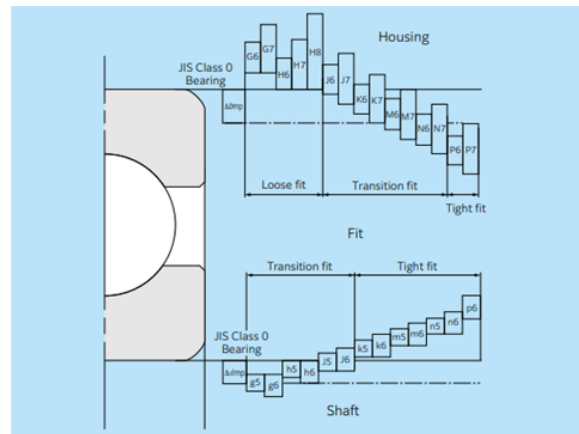 Housing
JIS Class 0
Bearing
ΔDmp
G6
G7
H6
H7
H8
J6
J7
K6
K7
M6
M7
N6
N7
P6
P7
Loose fit
Transition fit
Tight fit
Fit
Transition fit
Tight fit
JIS Class 0
Bearing
Δdmp
g5
g6
h5
h6
J5
J6
k5
k6
m5
m6
n5
n6
p6
Shaft